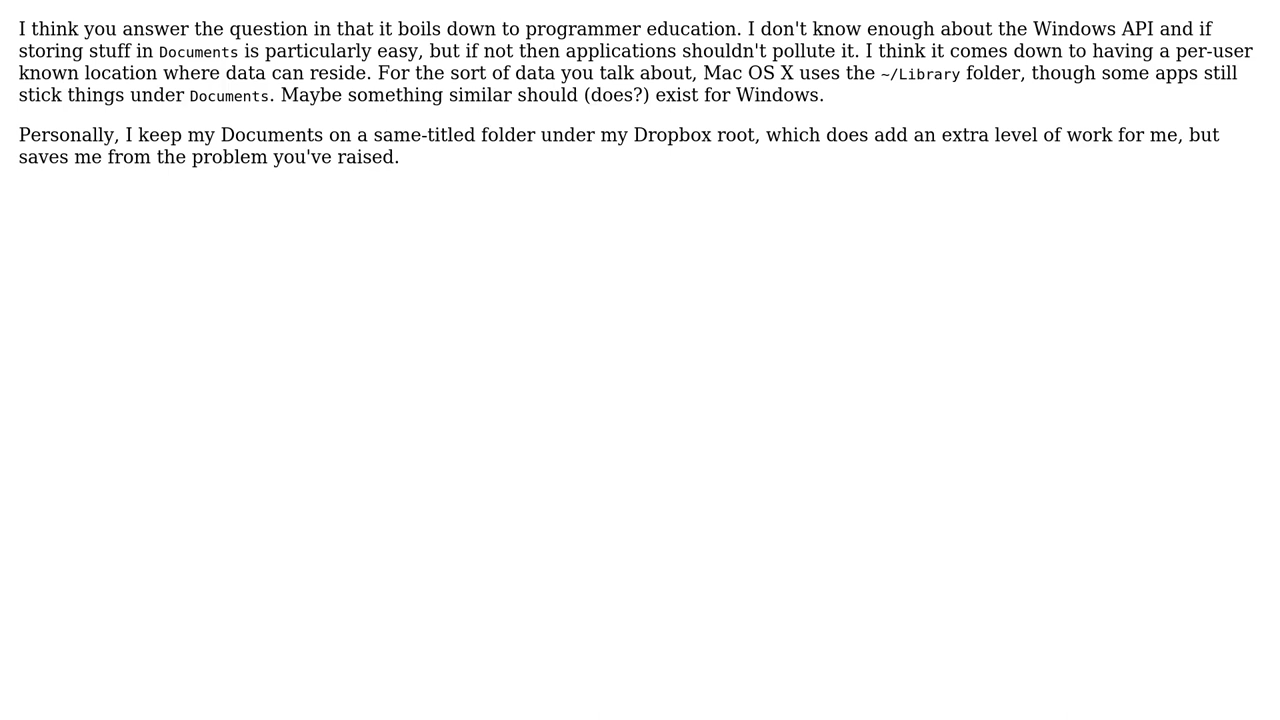 I think you answer the question in that it boils down to programmer education. I don't know enough about the Windows API and if
storing stuff in Documents is particularly easy, but if not then applications shouldn't pollute it. I think it comes down to having a per-user
known location where data can reside. For the sort of data you talk about, Mac OS X uses the ~/Library folder, though some apps still
stick things under Documents. Maybe something similar should (does?) exist for Windows.
Personally, I keep my Documents on a same-titled folder under my Dropbox root, which does add an extra level of work for me, but
saves me from the problem you've raised.